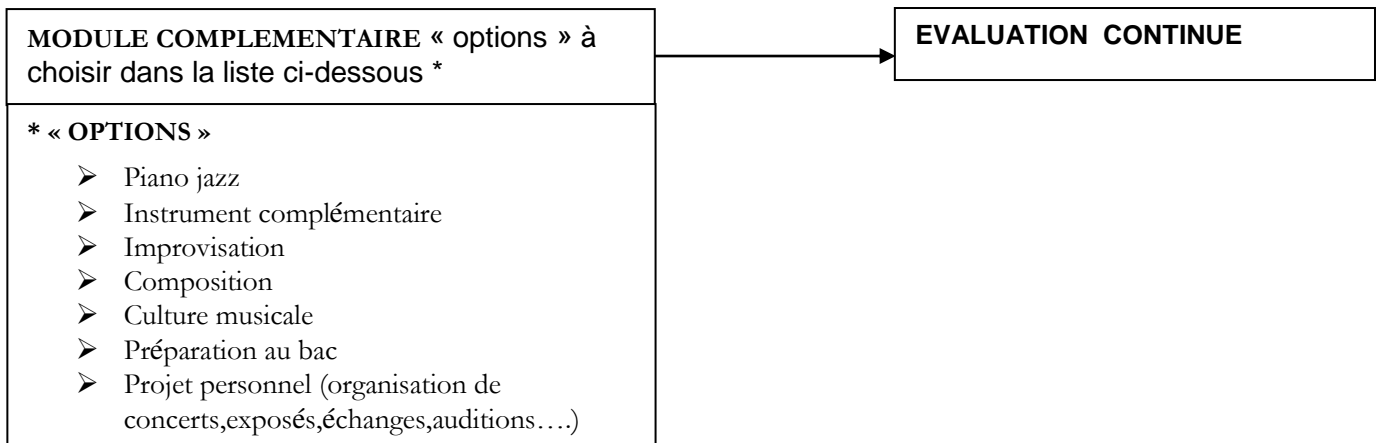 MODULE COMPLEMENTAIRE « options » à
choisir dans la liste ci-dessous *
EVALUATION  CONTINUE
* « OPTIONS »
➢ Piano jazz
➢ Instrument complémentaire
➢ Improvisation
➢ Composition
➢ Culture musicale
➢ Préparation au bac
➢ Projet personnel (organisation de
concerts,exposés,échanges,auditions….)